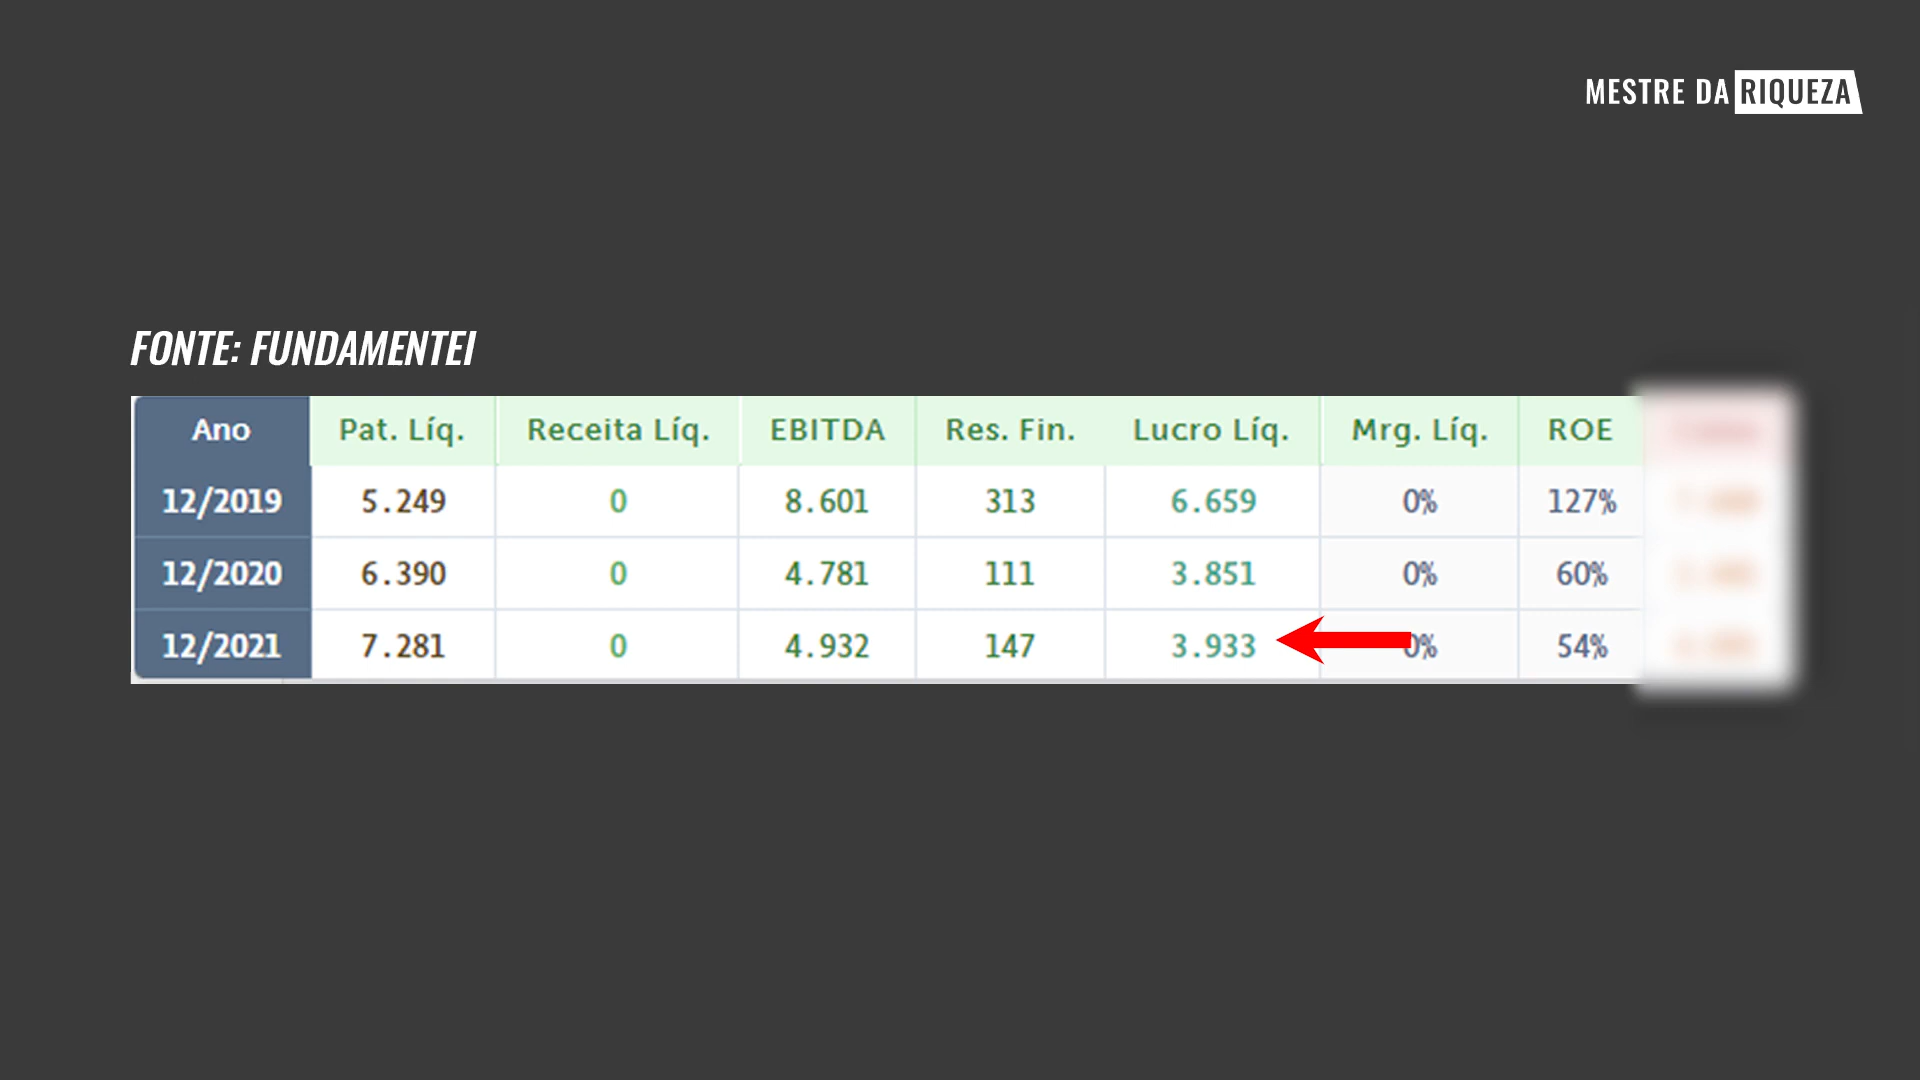 MESTRE DA RIQUEZA
FONTE: FUNDAMENTEI
Ano Pat. Líq. Receita Líq. EBITDA Res. Fin. Lucro Líq. Mrg. Líq. ROE
12/2019 5.249 0 8.601 313 6.659 0% 127%
12/2020 6.390 0 4.781 111 3.851 0% 60%
12/2021 7.281 0 4.932 147 3.933 0% 54%